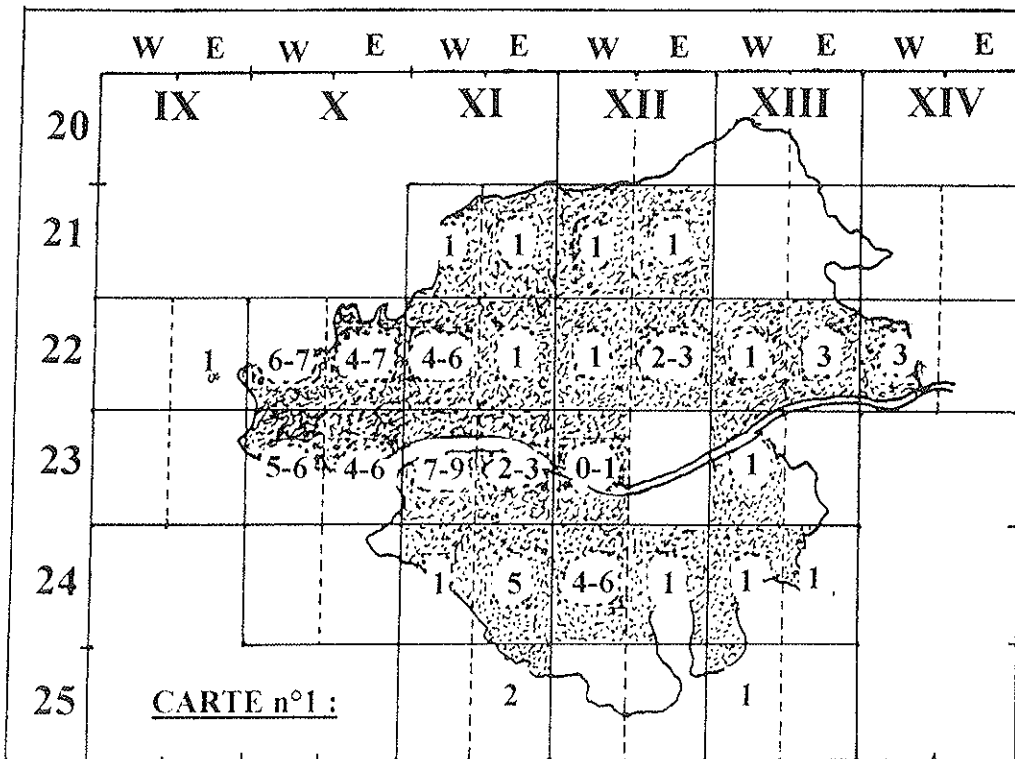 W E W E W E W E W E W E
IX X XI XII XIII XIV
20
21 1 1 1 1
22 1 6-7 4-7 4-6 1 1 2-3 1 3 3
23 5-6 4-6 7-9 2-3 0-1 1
24 1 5 4-6 1 1 1
25 CARTE n°1 : 2 1